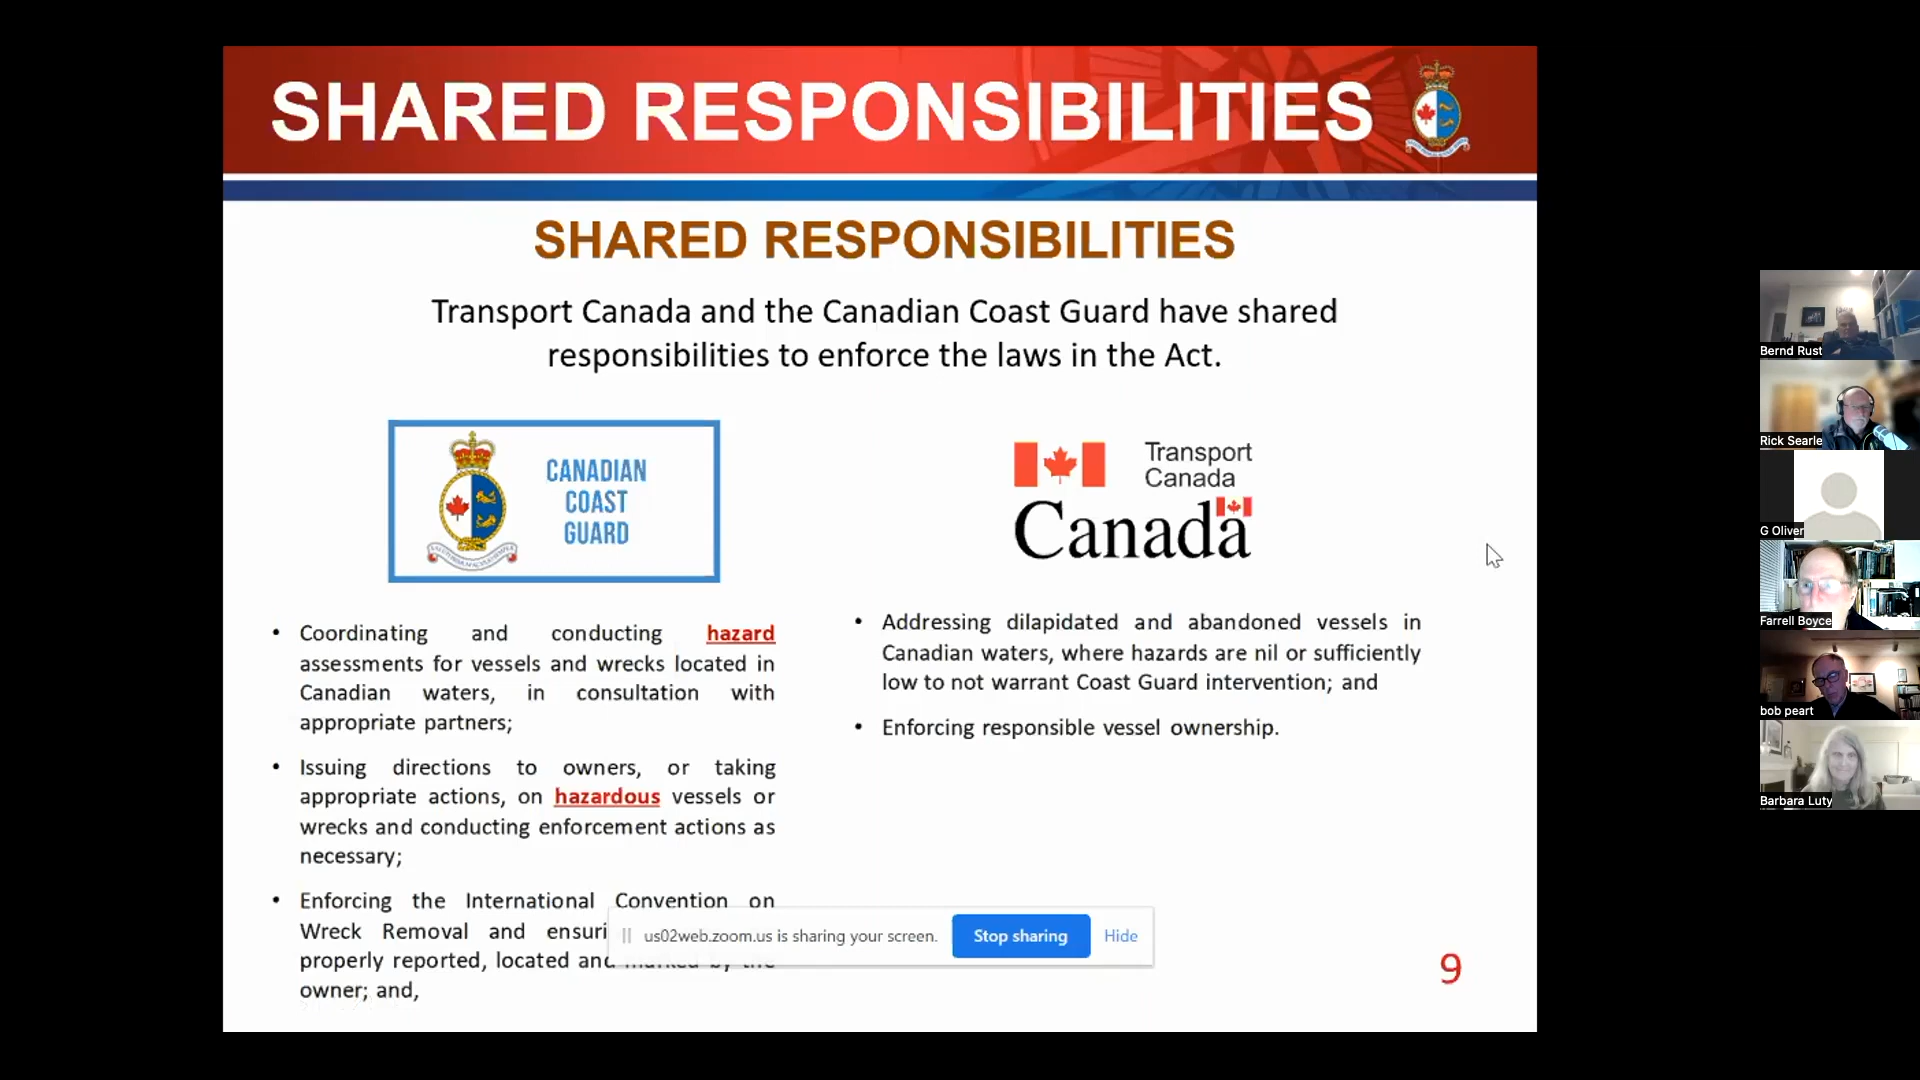 SHARED RESPONSIBILITIES
SHARED RESPONSIBILITIES
Transport Canada and the Canadian Coast Guard have shared
responsibilities to enforce the laws in the Act.
CANADIAN
COAST
GUARD
Transport
Canada
Canada
• Coordinating and conducting hazard
assessments for vessels and wrecks located in
Canadian waters, in consultation with
appropriate partners;
• Issuing directions to owners, or taking
appropriate actions, on hazardous vessels or
wrecks and conducting enforcement actions as
necessary;
• Enforcing the International Convention on
Wreck Removal and
properly reported, located and marked by the
owner; and,
• Addressing dilapidated and abandoned vessels in
Canadian waters, where hazards are nil or sufficiently
low to not warrant Coast Guard intervention; and
• Enforcing responsible vessel ownership.
us02web.zoom.us is sharing your screen.
Stop sharing
Hide
9
Bernd Rust
Rick Searle
G Oliver
Farrell Boyce
bob peart
Barbara Luty